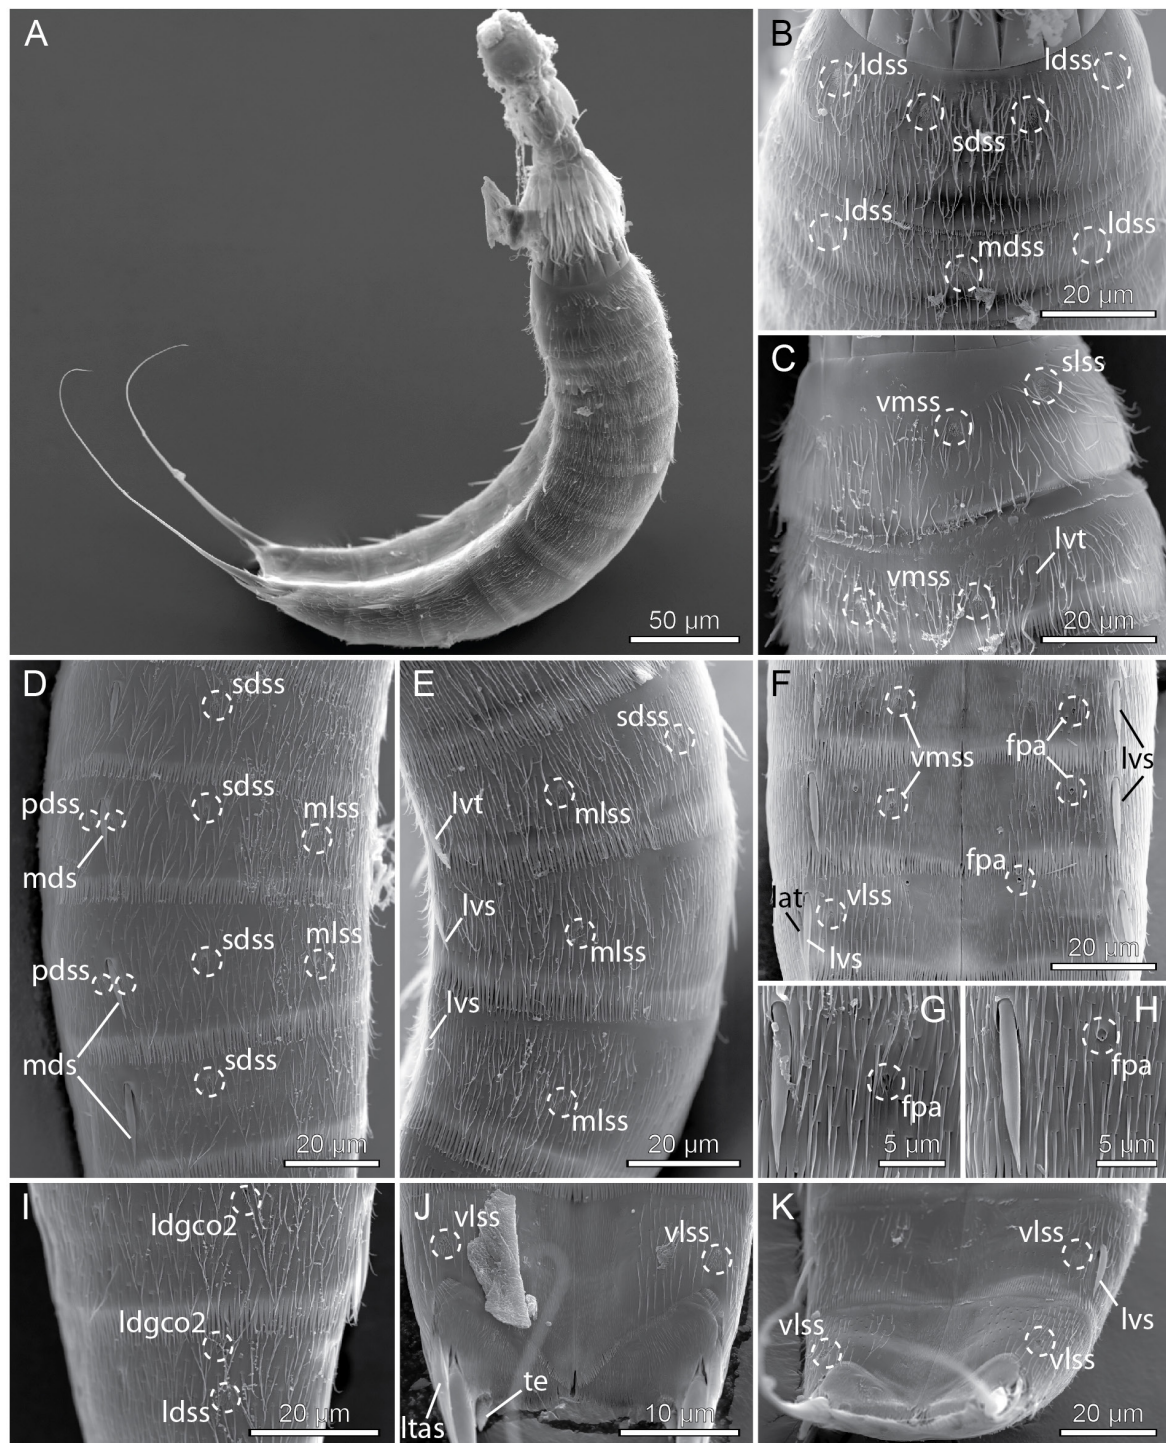 A
50 µm
B
ldss
ldss
sdss
ldss
ldss
mdss
20 µm
C
slss
vmss
lvt
vmss
20 µm
D
sdss
sdss
pdss
mlss
mds
sdss
mlss
pdss
mds
sdss
20 µm
E
sdss
mlss
lvt
lvs
mlss
lvs
mlss
20 µm
F
vmss
fpa
lvs
fpa
vlss
lat
lvs
20 µm
G
fpa
5 µm
H
fpa
5 µm
I
ldgco2
ldgco2
ldss
20 µm
J
vlss
vlss
te
ltas
10 µm
K
vlss
lvs
vlss
vlss
20 µm